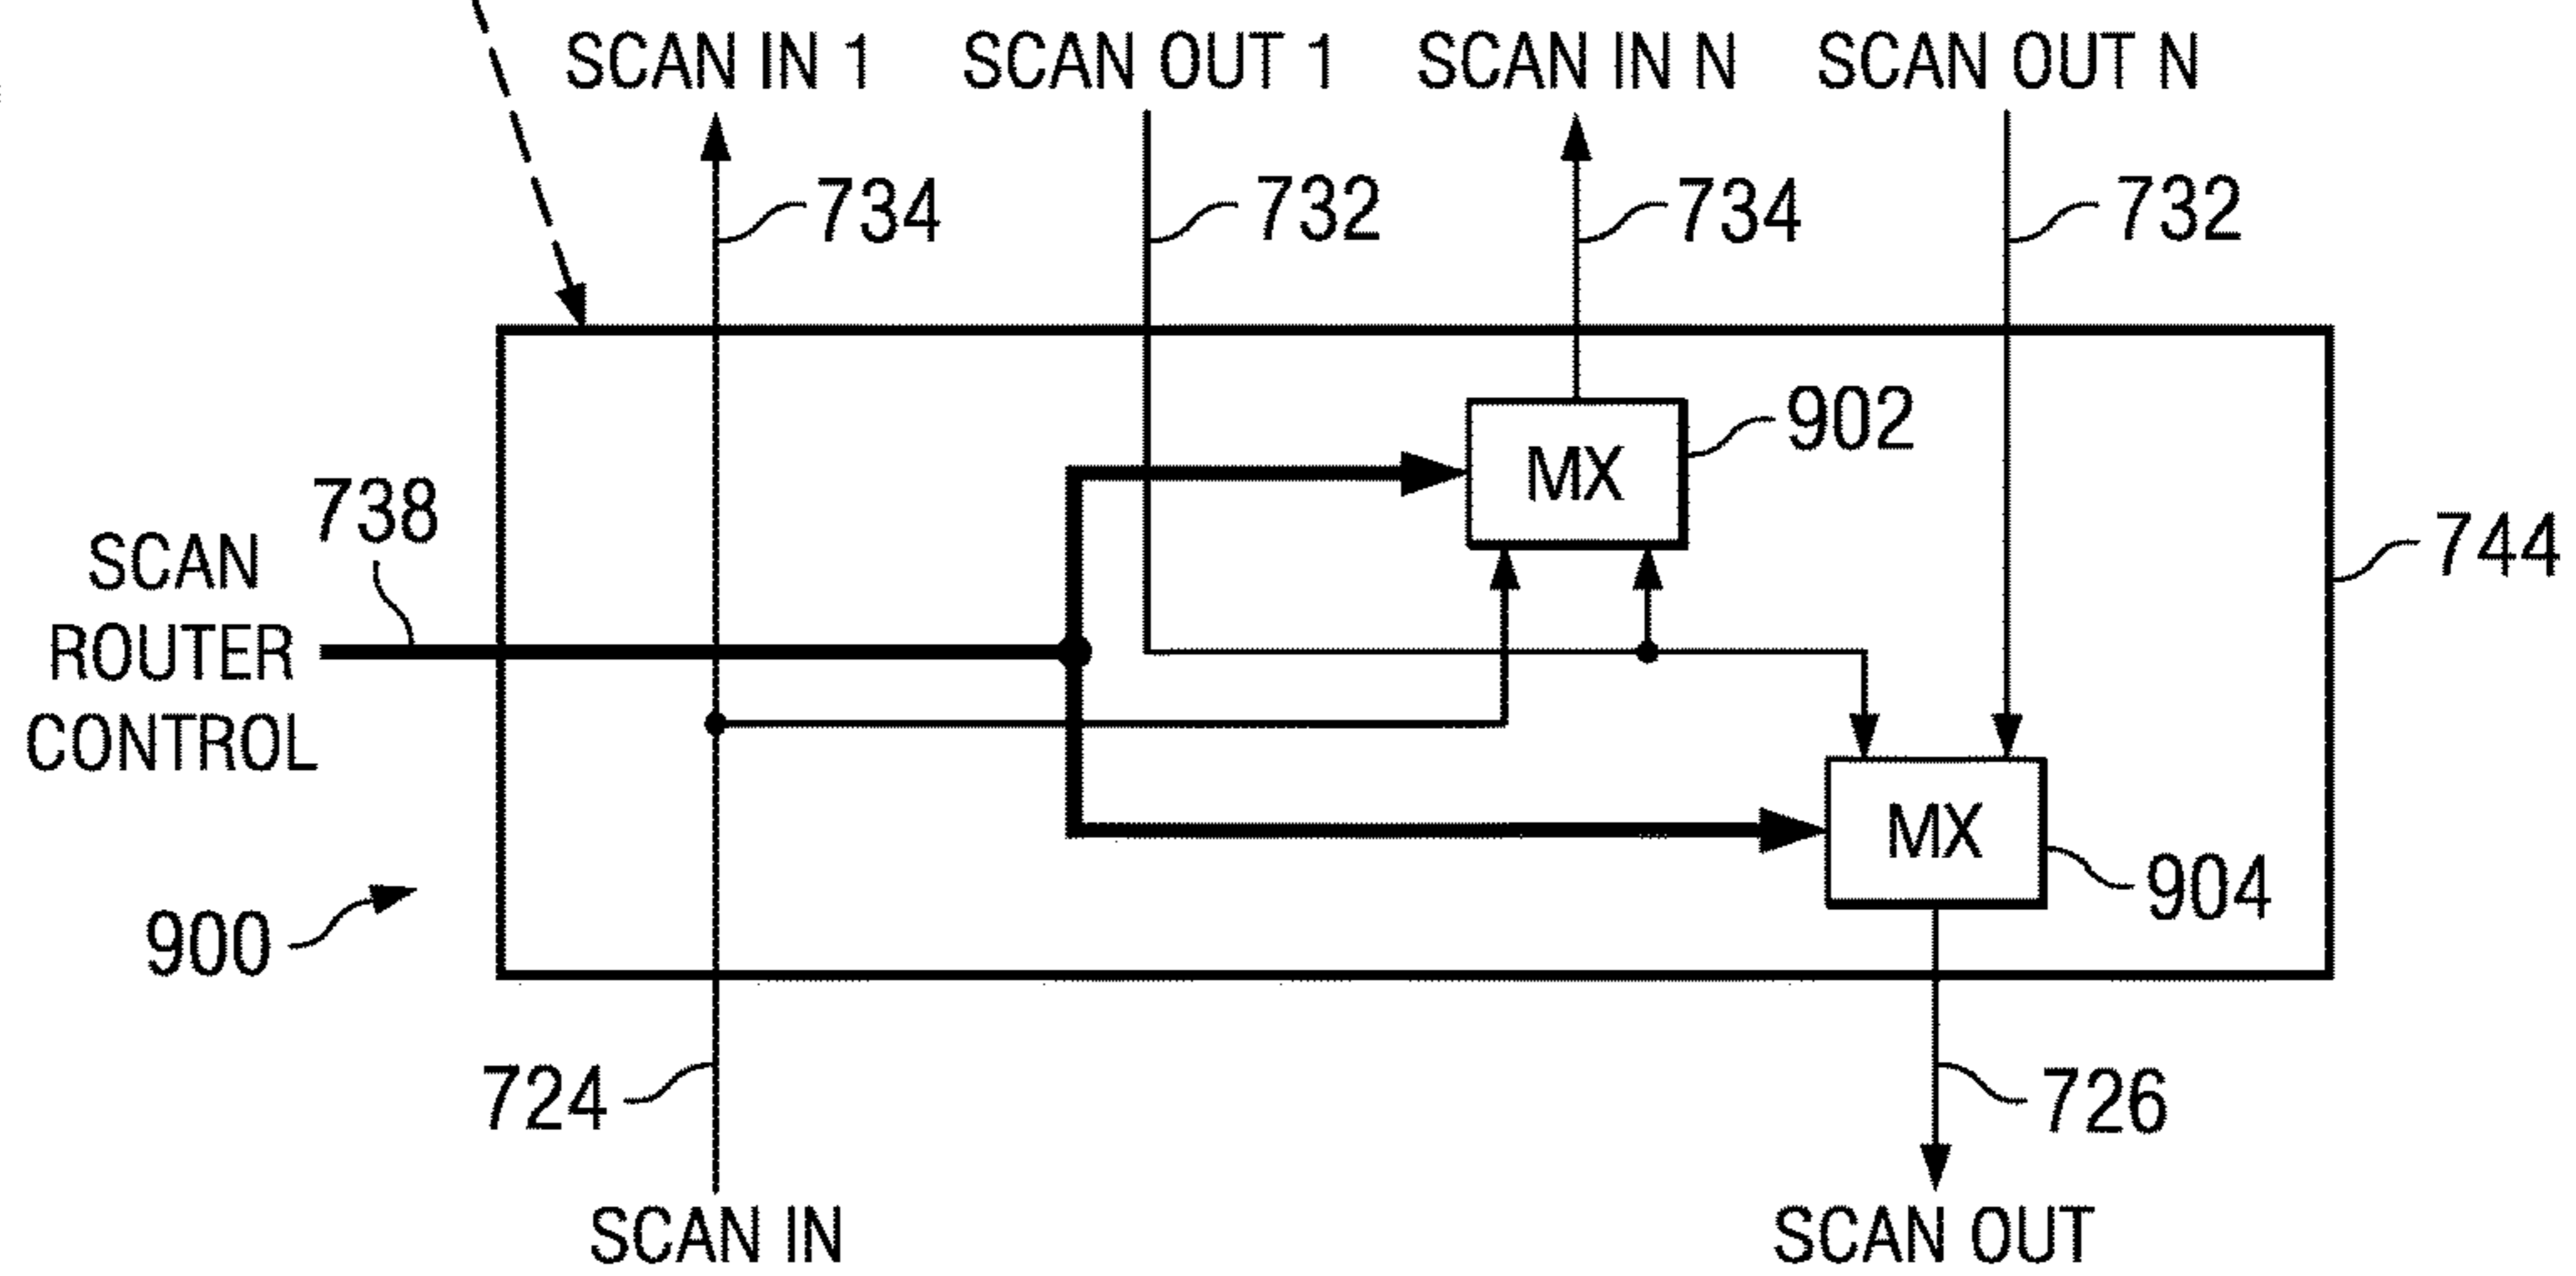 SCAN IN 1
SCAN OUT 1
SCAN IN N
SCAN OUT N
734
732
734
732
902
MX
738
SCAN
ROUTER
CONTROL
744
MX
904
900
724
726
SCAN IN
SCAN OUT